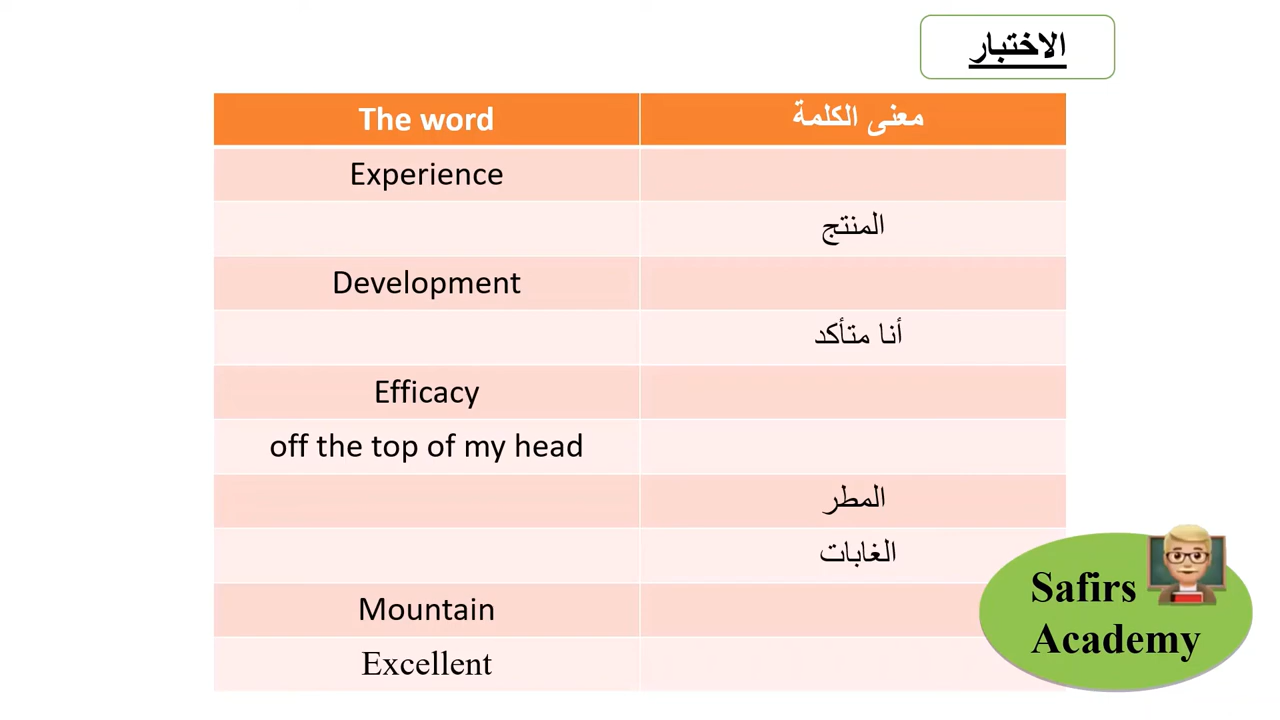 الاختبار
The word
معنى الكلمة
Experience
المنتج
Development
أنا متأكد
Efficacy
off the top of my head
المطر
الغابات
Mountain
Excellent
Safirs
Academy